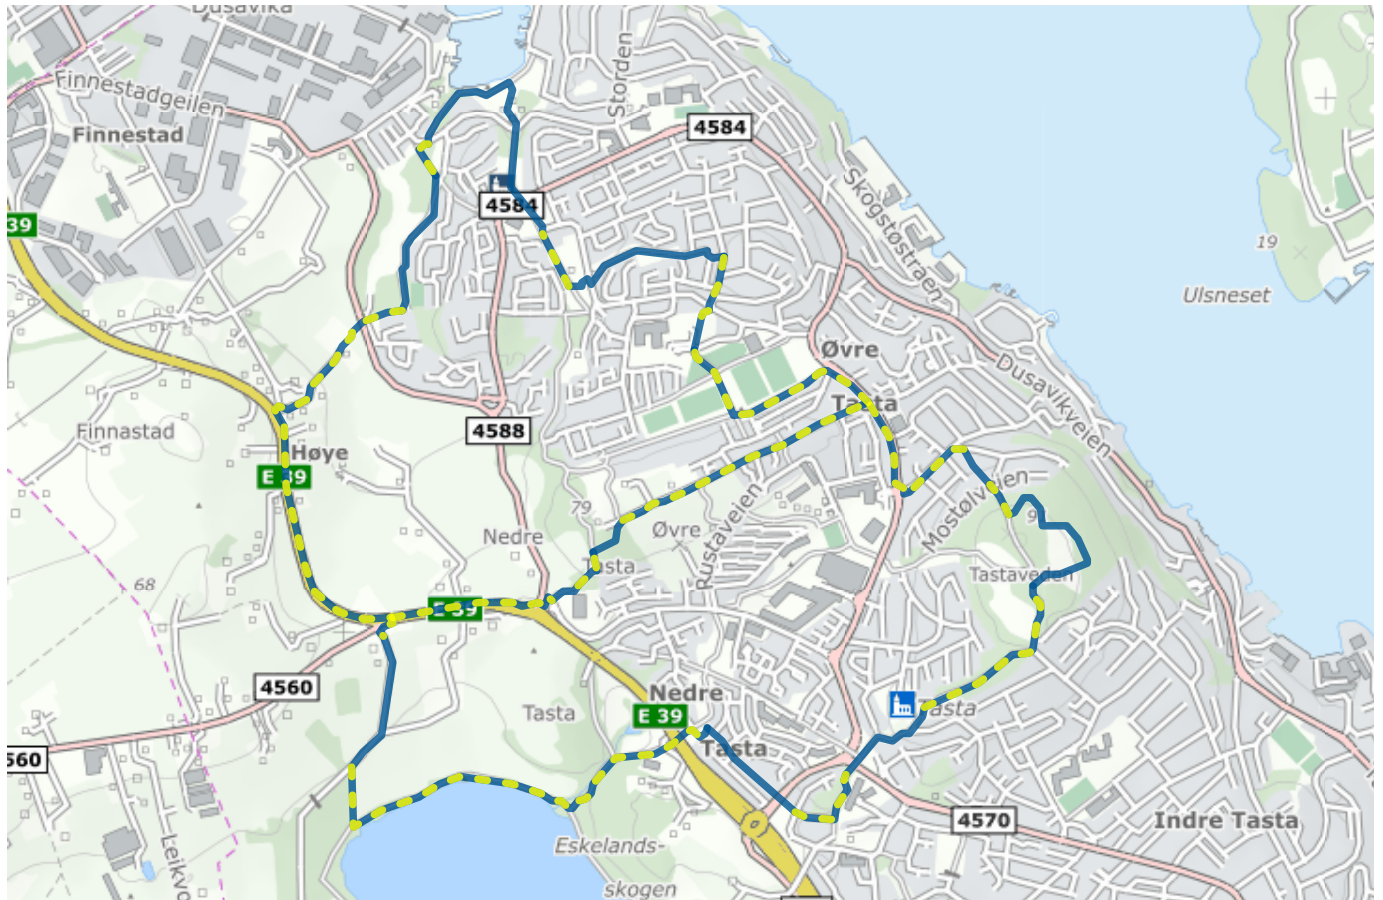 Dusavika
Finnestadgeilen
Finnestad
Storden
4584
Skogstøstraen
39
4584
19
Ulsneset
Øvre
Dusavikveien
Tasta
4588
Finnastad
Høye
E 39
Mostølveien
79
Øvre
Rustaveien
Nedre
Tasta
Tastaveden
68
E 39
4560
Nedre
Tasta
E 39
Tasta
Tasta
560
4570
Indre Tasta
Eskelands-
skogen